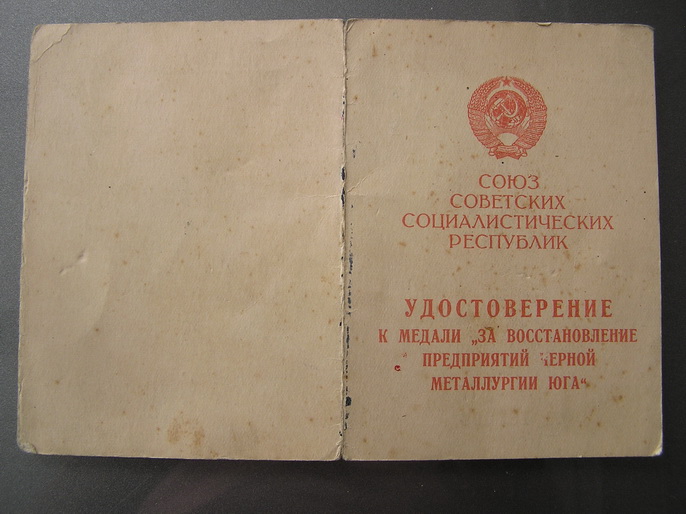 СОЮЗ
СОВЕТСКИХ
СОЦИАЛИСТИЧЕСКИХ
РЕСПУБЛИК
УДОСТОВЕРЕНИЕ
К МЕДАЛИ „ЗА ВОССТАНОВЛЕНИЕ
ПРЕДПРИЯТИЙ ЧЕРНОЙ
МЕТАЛЛУРГИИ ЮГА“